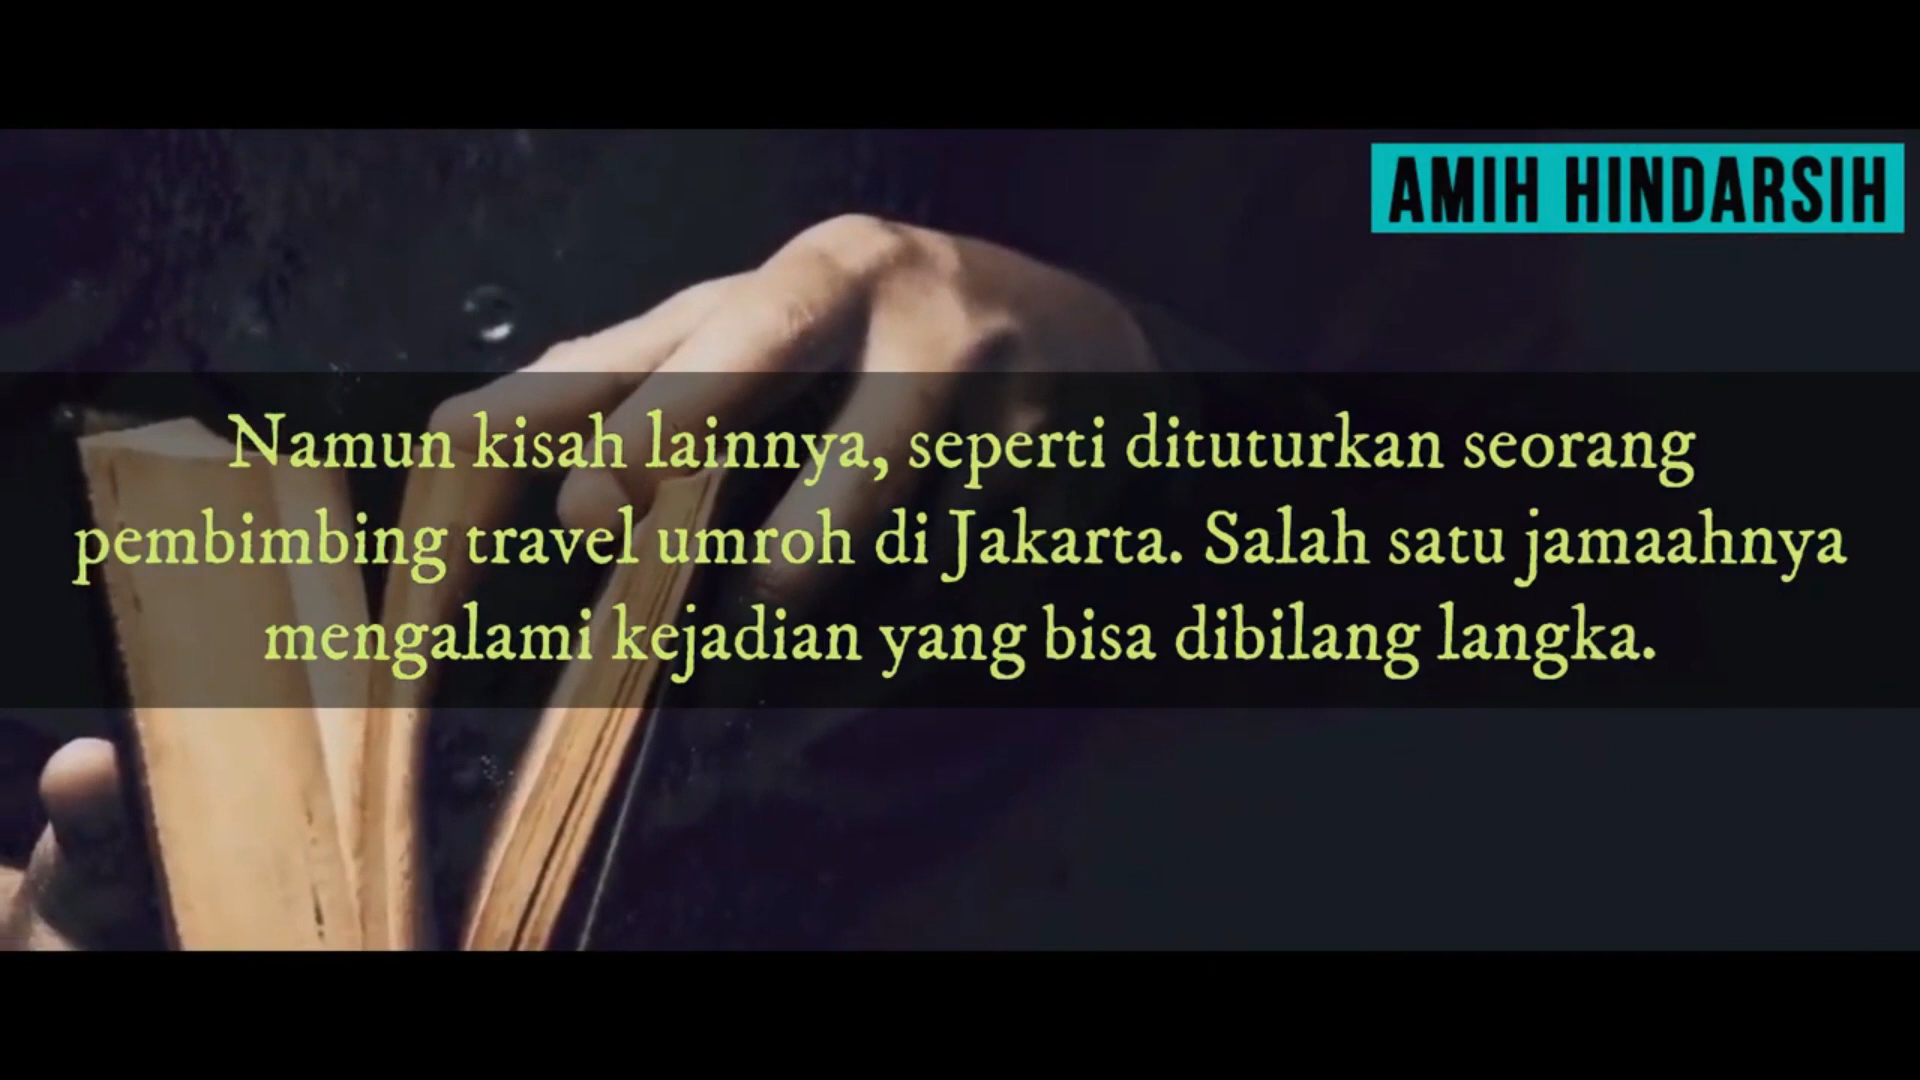 AMIH HINDARSIH
Namun kisah lainnya, seperti dituturkan seorang
pembimbing travel umroh di Jakarta. Salah satu jamaahnya
mengalami kejadian yang bisa dibilang langka.